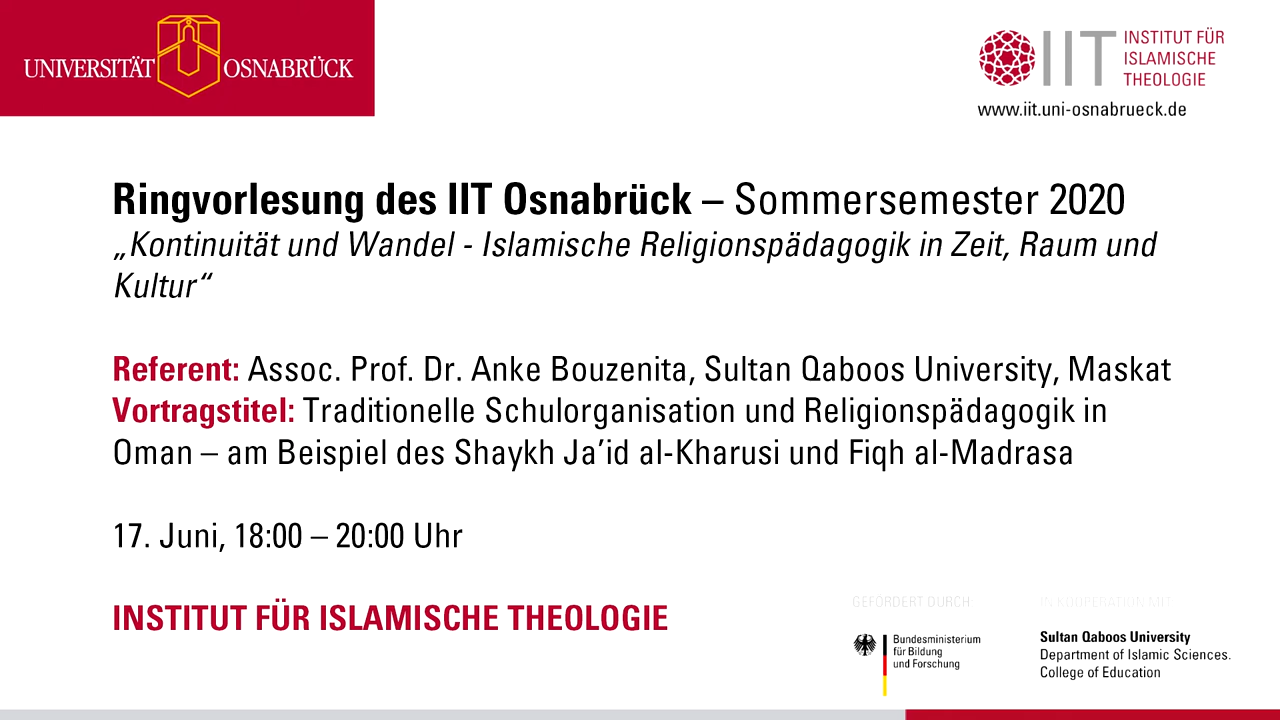 UNIVERSITÄT OSNABRÜCK
IIT INSTITUT FÜR
ISLAMISCHE
THEOLOGIE
www.iit.uni-osnabrueck.de
Ringvorlesung des IIT Osnabrück – Sommersemester 2020
„Kontinuität und Wandel - Islamische Religionspädagogik in Zeit, Raum und
Kultur“
Referent: Assoc. Prof. Dr. Anke Bouzenita, Sultan Qaboos University, Maskat
Vortragstitel: Traditionelle Schulorganisation und Religionspädagogik in
Oman – am Beispiel des Shaykh Ja’id al-Kharusi und Fiqh al-Madrasa
17. Juni, 18:00 – 20:00 Uhr
INSTITUT FÜR ISLAMISCHE THEOLOGIE
GEFÖRDERT DURCH
Bundesministerium
für Bildung
und Forschung
IN KOOPERATION MIT
Sultan Qaboos University
Department of Islamic Sciences.
College of Education